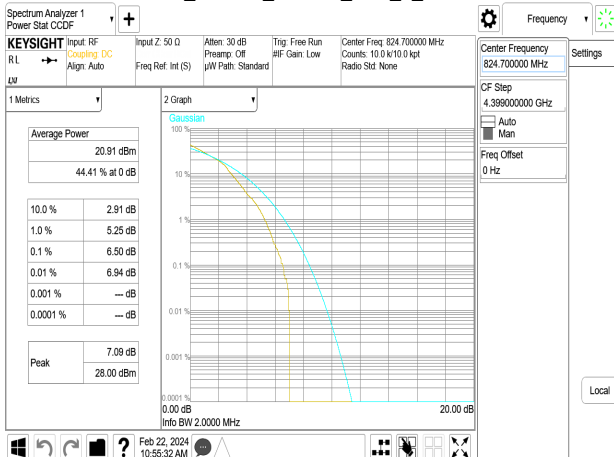 Spectrum Analyzer 1
Power Stat CCDF
Frequency
KEYSIGHT
R L
LXI
Input: RF
Coupling: DC
Align: Auto
Input Z: 50 Ω
Freq Ref: Int (S)
Atten: 30 dB
Preamp: Off
µW Path: Standard
Trig: Free Run
#IF Gain: Low
Center Freq: 824.700000 MHz
Counts: 10.0 k/10.0 kpt
Radio Std: None
Center Frequency
824.700000 MHz
Settings
CF Step
4.399000000 GHz
Auto
Man
Freq Offset
0 Hz
1 Metrics
Average Power
20.91 dBm
44.41 % at 0 dB
10.0 % 2.91 dB
1.0 % 5.25 dB
0.1 % 6.50 dB
0.01 % 6.94 dB
0.001 % --- dB
0.0001 % --- dB
Peak
7.09 dB
28.00 dBm
2 Graph
Gaussian
100 %
10 %
1 %
0.1 %
0.01 %
0.001 %
0.0001 %
0.00 dB 20.00 dB
Info BW 2.0000 MHz
Local
?
Feb 22, 2024
10:55:32 AM